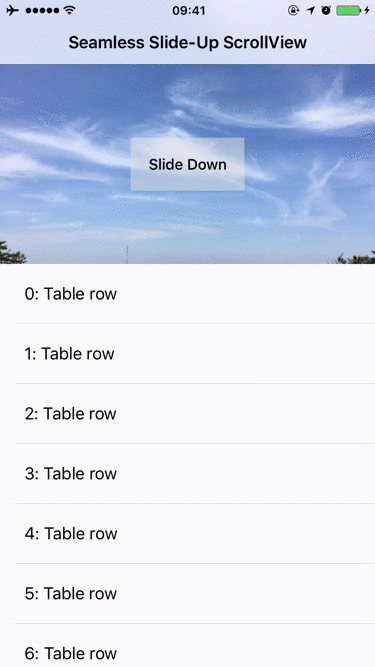 09:41
Seamless Slide-Up ScrollView
Slide Down
0: Table row
1: Table row
2: Table row
3: Table row
4: Table row
5: Table row
6: Table row